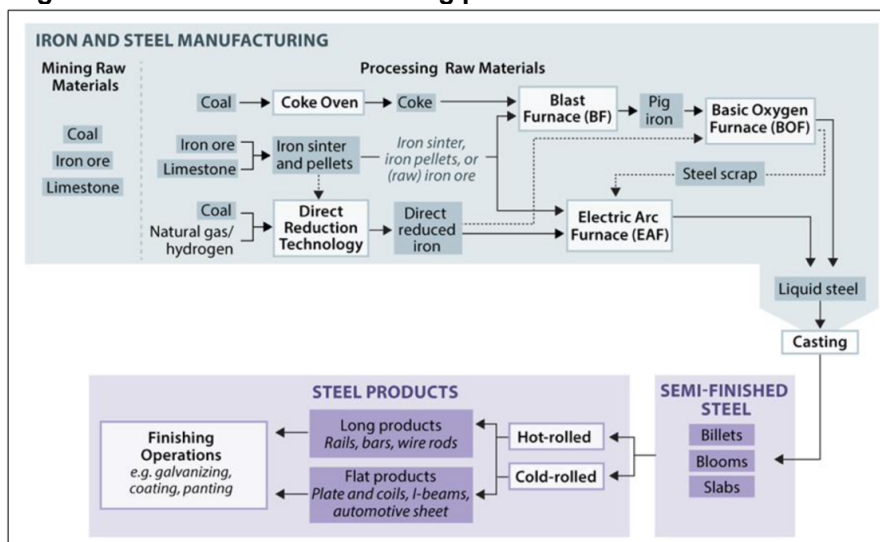 IRON AND STEEL MANUFACTURING
Mining Raw
Materials
Coal
Iron ore
Limestone
Processing Raw Materials
Coal
Coke Oven
Coke
Blast
Furnace (BF)
Pig
iron
Basic Oxygen
Furnace (BOF)
Iron ore
Limestone
Iron sinter
and pellets
Iron sinter,
iron pellets, or
(raw) iron ore
Steel scrap
Coal
Natural gas/
hydrogen
Direct
Reduction
Technology
Direct
reduced
iron
Electric Arc
Furnace (EAF)
Liquid steel
Casting
SEMI-FINISHED
STEEL
Billets
Blooms
Slabs
STEEL PRODUCTS
Hot-rolled
Cold-rolled
Long products
Rails, bars, wire rods
Flat products
Plate and coils, I-beams,
automotive sheet
Finishing
Operations
e.g. galvanizing,
coating, panting